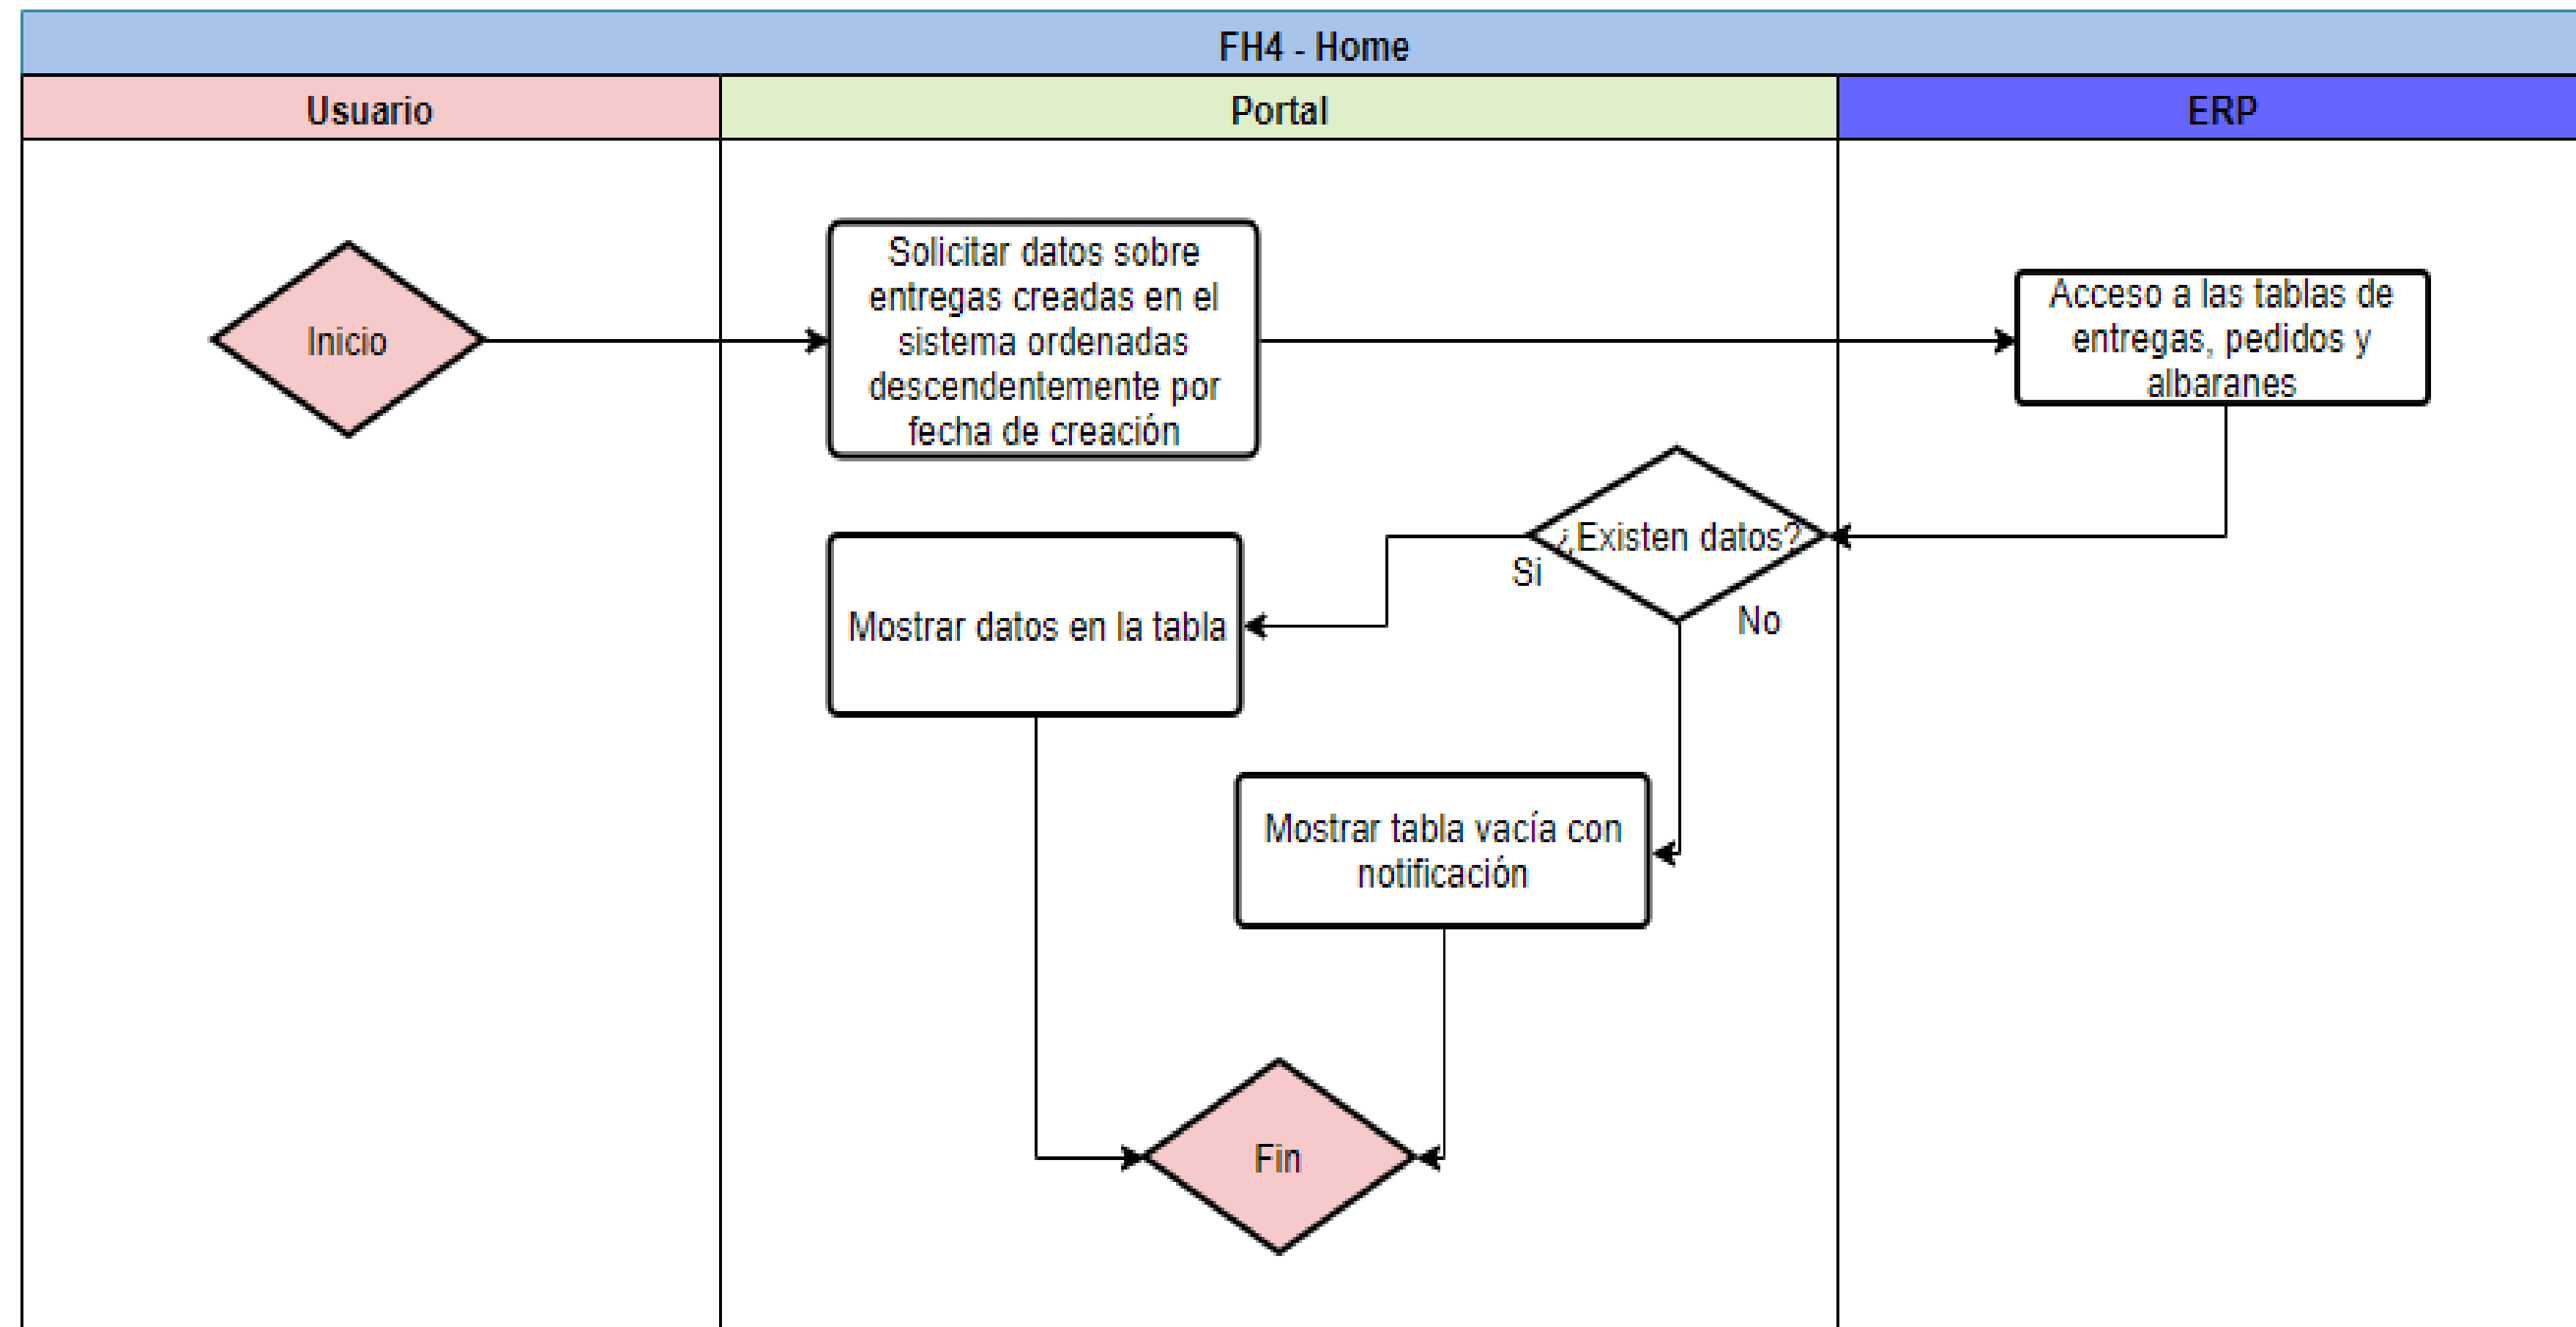 FH4 - Home
Usuario
Portal
ERP
Inicio
Solicitar datos sobre
entregas creadas en el
sistema ordenadas
descendentemente por
fecha de creación
Acceso a las tablas de
entregas, pedidos y
albaranes
¿Existen datos?
Si
No
Mostrar datos en la tabla
Mostrar tabla vacía con
notificación
Fin